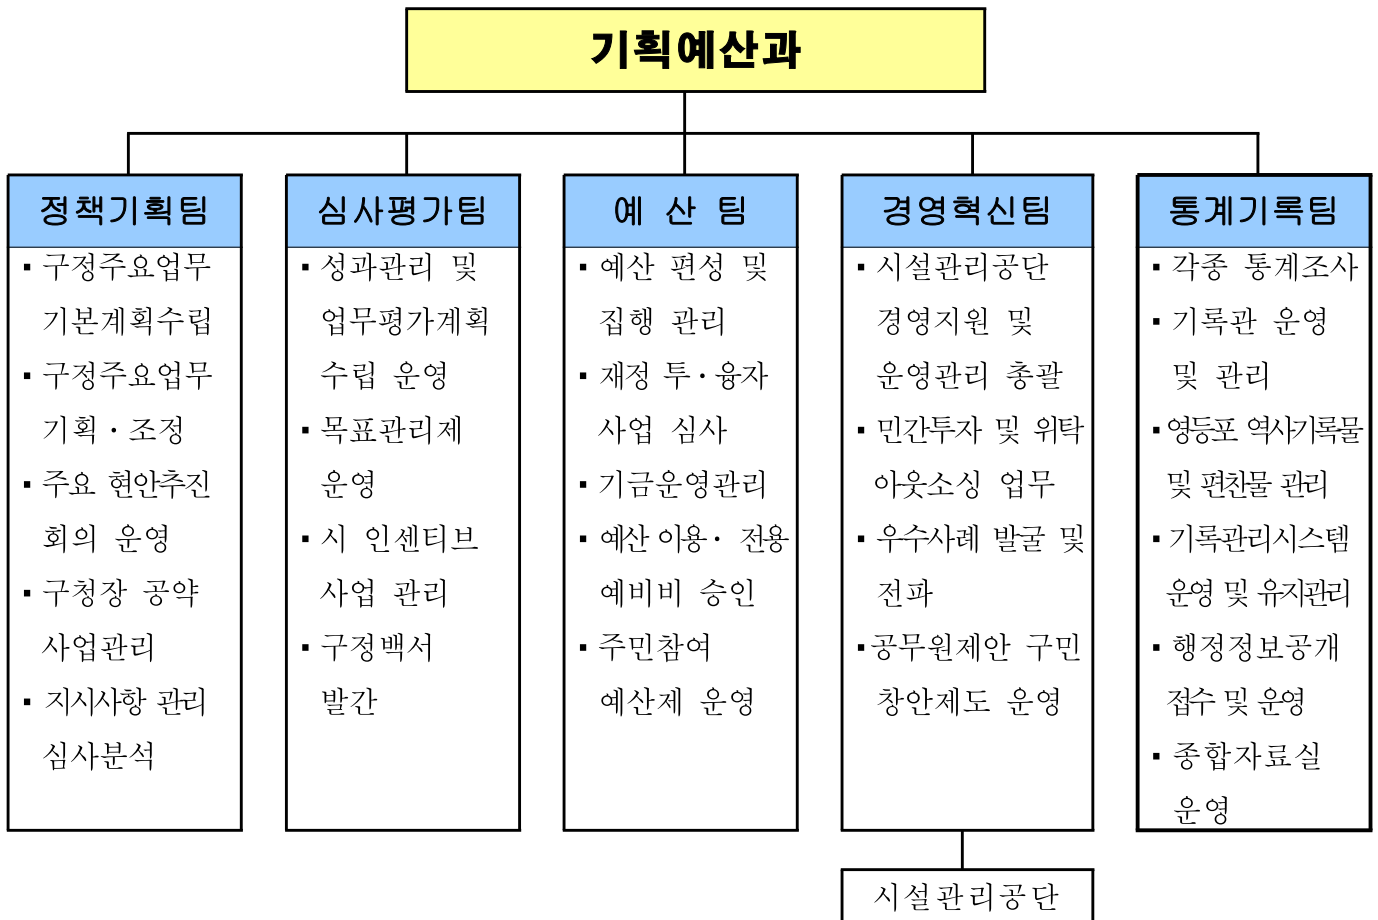 기획예산과
정책기획팀
▪ 구정주요업무
기본계획수립
▪ 구정주요업무
기획·조정
▪ 주요 현안추진
회의 운영
▪ 구청장 공약
사업관리
▪ 지시사항 관리
심사분석
심사평가팀
▪ 성과관리 및
업무평가계획
수립 운영
▪ 목표관리제
운영
▪ 시 인센티브
사업 관리
▪ 구정백서
발간
예 산 팀
▪ 예산 편성 및
집행 관리
▪ 재정 투·융자
사업 심사
▪ 기금운영관리
▪ 예산 이용· 전용
예비비 승인
▪ 주민참여
예산제 운영
경영혁신팀
▪ 시설관리공단
경영지원 및
운영관리 총괄
▪ 민간투자 및 위탁
아웃소싱 업무
▪ 우수사례 발굴 및
전파
▪ 공무원제안 구민
창안제도 운영
통계기록팀
▪ 각종 통계조사
▪ 기록관 운영
및 관리
▪ 영등포 역사기록물
및 편찬물 관리
▪ 기록관리시스템
운영 및 유지관리
▪ 행정정보공개
접수 및 운영
▪ 종합자료실
운영
시설관리공단